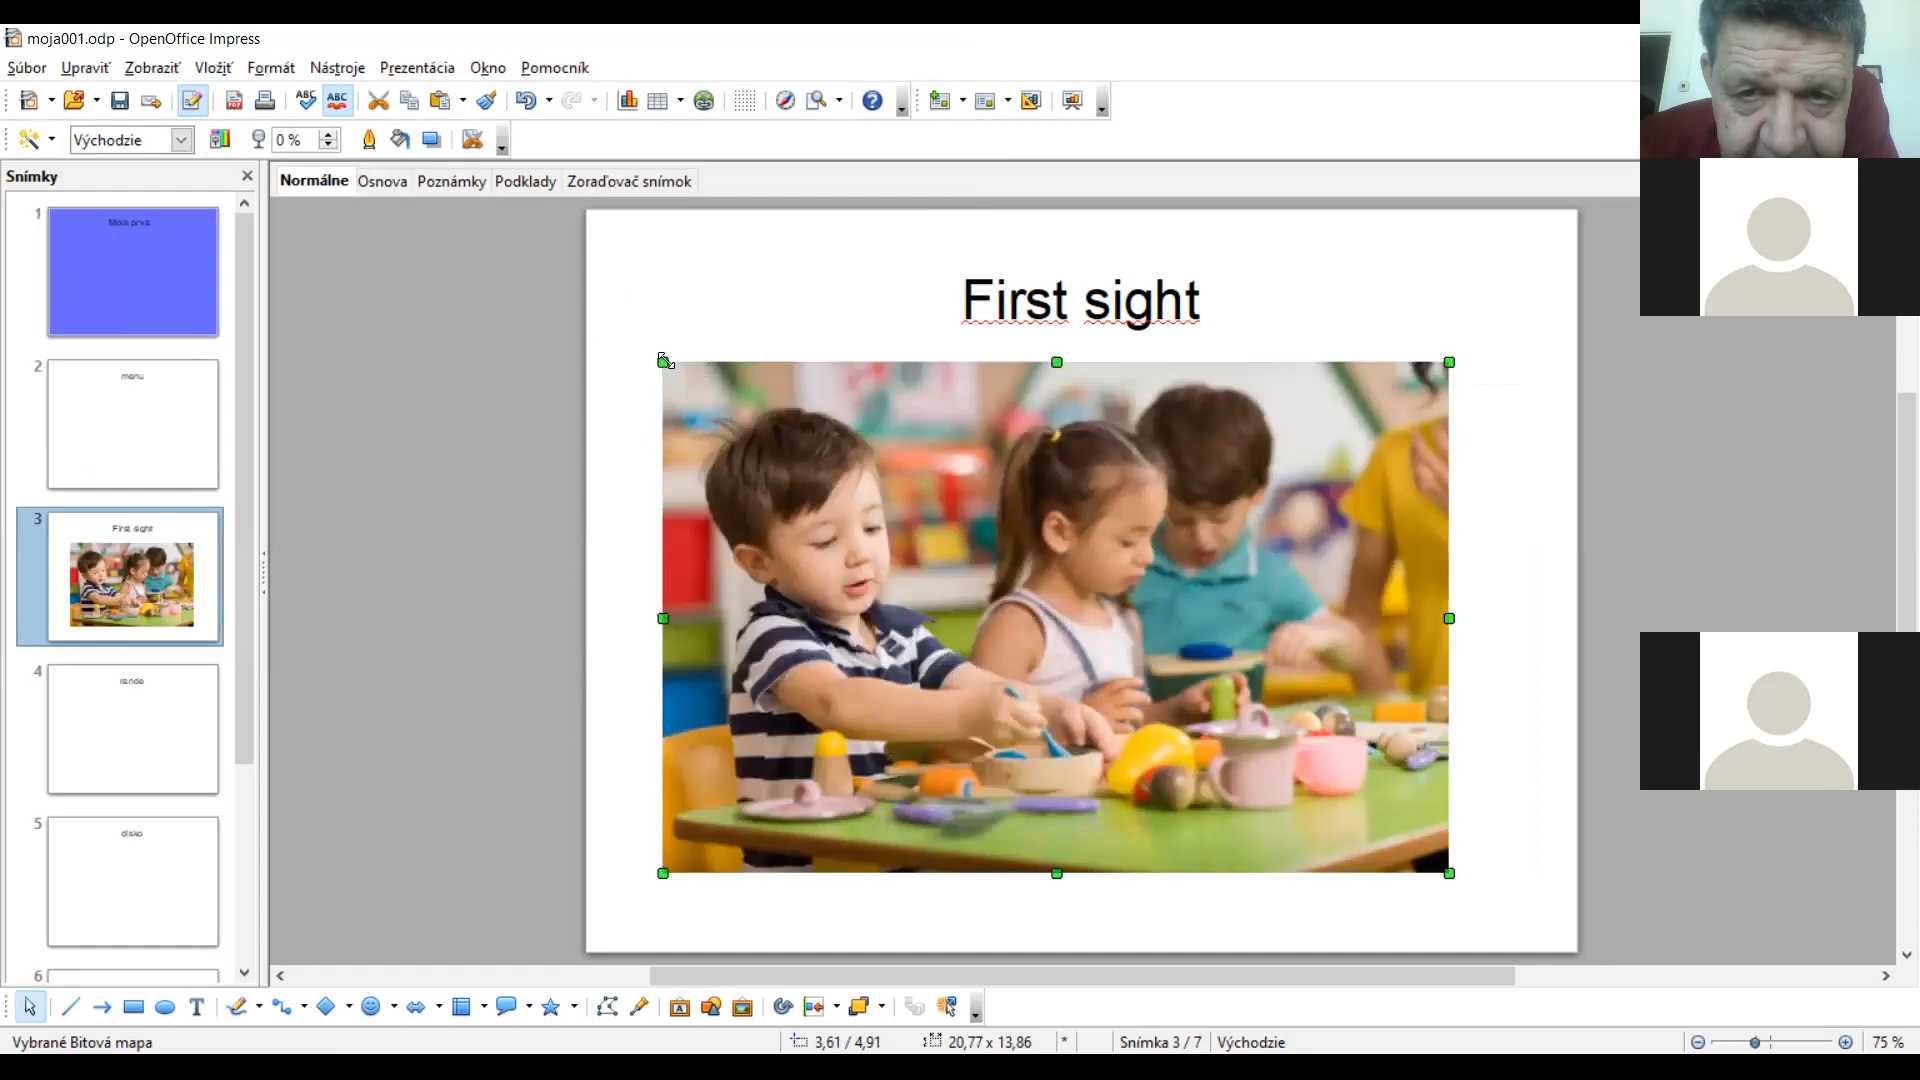 moja001.odp - OpenOffice Impress
Súbor Upraviť Zobraziť Vložiť Formát Nástroje Prezentácia Okno Pomocník
ABC ABC
Východzie 0 %
Snímky
Normálne Osnova Poznámky Podklady Zoraďovač snímok
1
2
menu
3
First sight
4
rande
5
disko
6
First sight
Vybrané Bitová mapa 3,61 / 4,91 20,77 x 13,86 * Snímka 3 / 7 Východzie 75 %